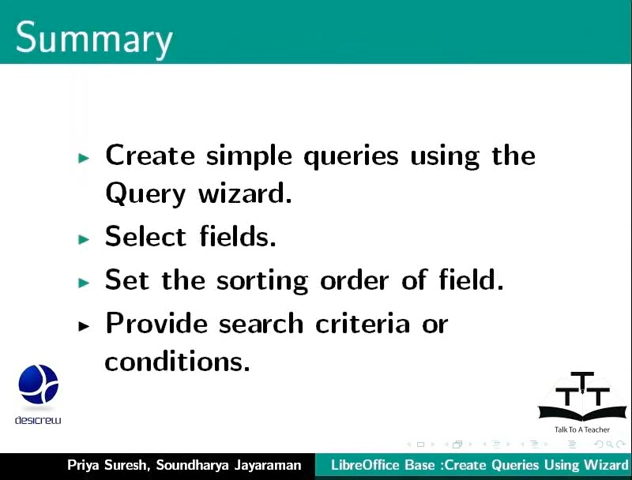 Summary
Create simple queries using the
Query wizard.
Select fields.
Set the sorting order of field.
Provide search criteria or
conditions.
desicrew
TTT
Talk To A Teacher
Priya Suresh, Soundharya Jayaraman
LibreOffice Base :Create Queries Using Wizard